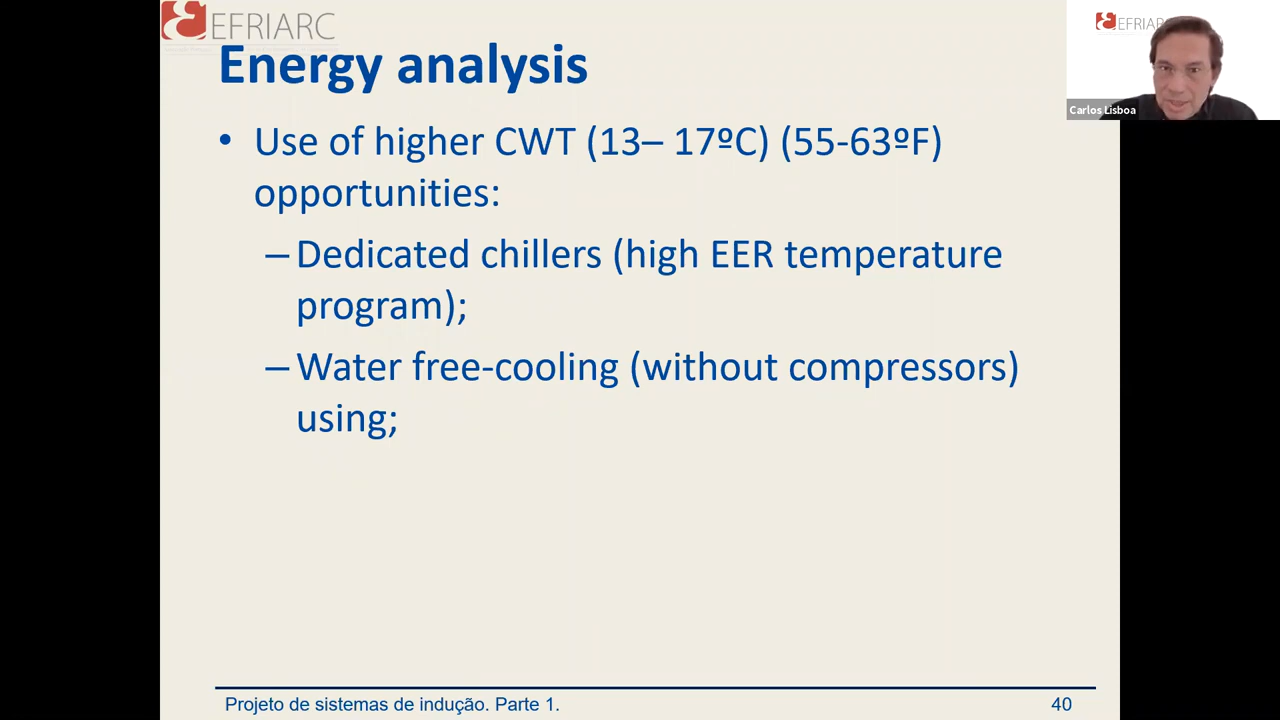 EFRIARC
Energy analysis
• Use of higher CWT (13– 17ºC) (55-63ºF)
opportunities:
– Dedicated chillers (high EER temperature
program);
– Water free-cooling (without compressors)
using;
Projeto de sistemas de indução. Parte 1.
40
EFRIARC
Carlos Lisboa